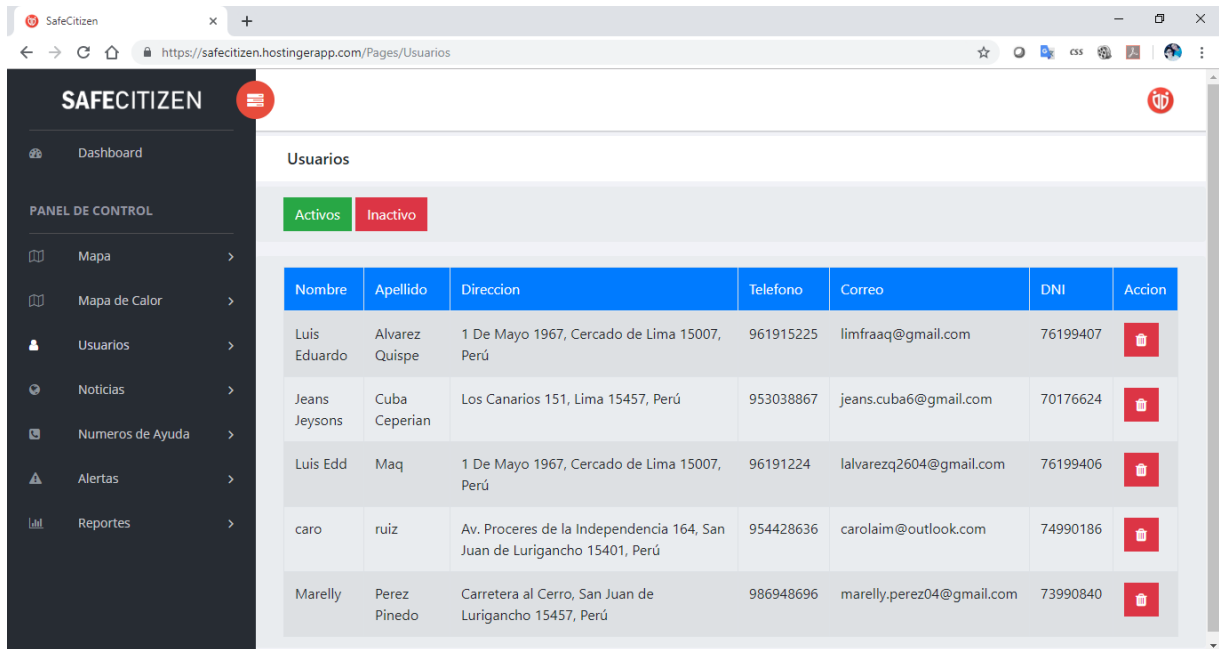 SafeCitizen
https://safecitizen.hostingerapp.com/Pages/Usuarios
CSS
SAFECITIZEN
Dashboard
PANEL DE CONTROL
Mapa
Mapa de Calor
Usuarios
Noticias
Numeros de Ayuda
Alertas
Reportes
Usuarios
Activos Inactivo
Nombre Apellido Direccion Telefono Correo DNI Accion
Luis Alvarez 1 De Mayo 1967, Cercado de Lima 15007, 961915225 limfraaq@gmail.com 76199407
Eduardo Quispe Perú
Jeans Cuba Los Canarios 151, Lima 15457, Perú 953038867 jeans.cuba6@gmail.com 70176624
Jeysons Ceperian
Luis Edd Maq 1 De Mayo 1967, Cercado de Lima 15007, 96191224 lalvarezq2604@gmail.com 76199406
Perú
caro ruiz Av. Proceres de la Independencia 164, San 954428636 carolaim@outlook.com 74990186
Juan de Lurigancho 15401, Perú
Marelly Perez Carretera al Cerro, San Juan de 986948696 marelly.perez04@gmail.com 73990840
Pinedo Lurigancho 15457, Perú